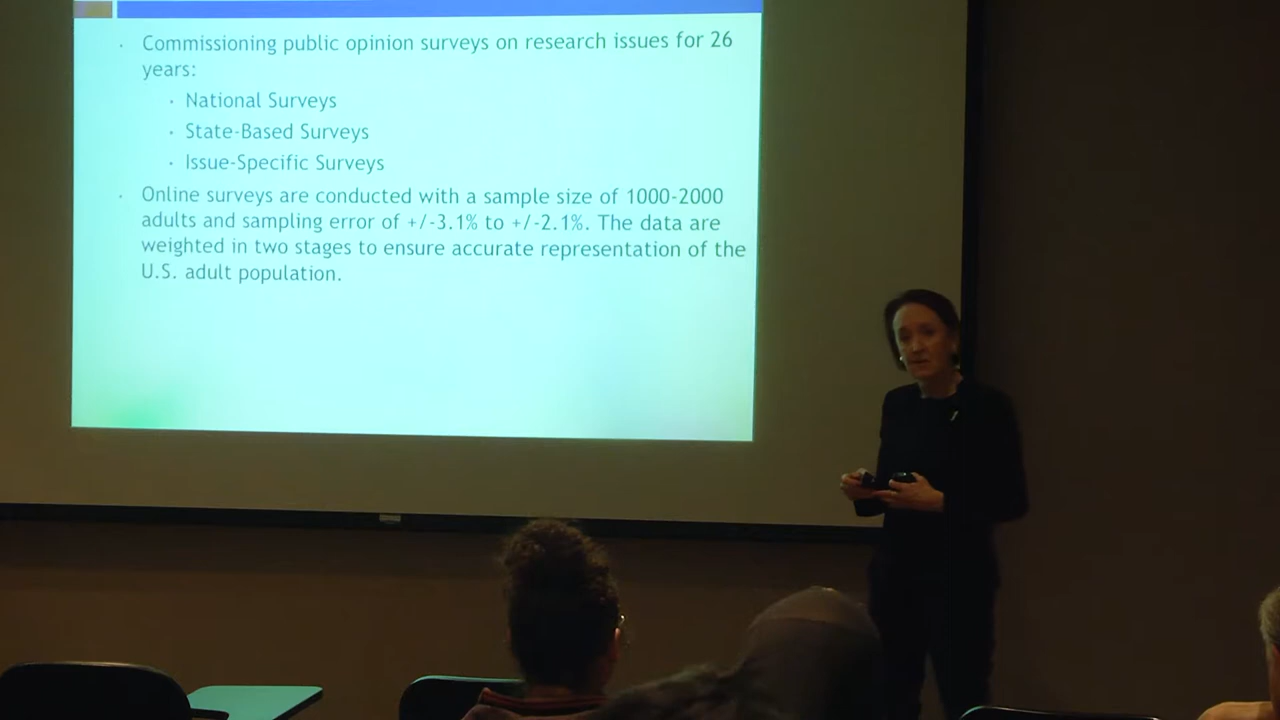 Commissioning public opinion surveys on research issues for 26
years:
National Surveys
State-Based Surveys
Issue-Specific Surveys
Online surveys are conducted with a sample size of 1000-2000
adults and sampling error of +/-3.1% to +/-2.1%. The data are
weighted in two stages to ensure accurate representation of the
U.S. adult population.